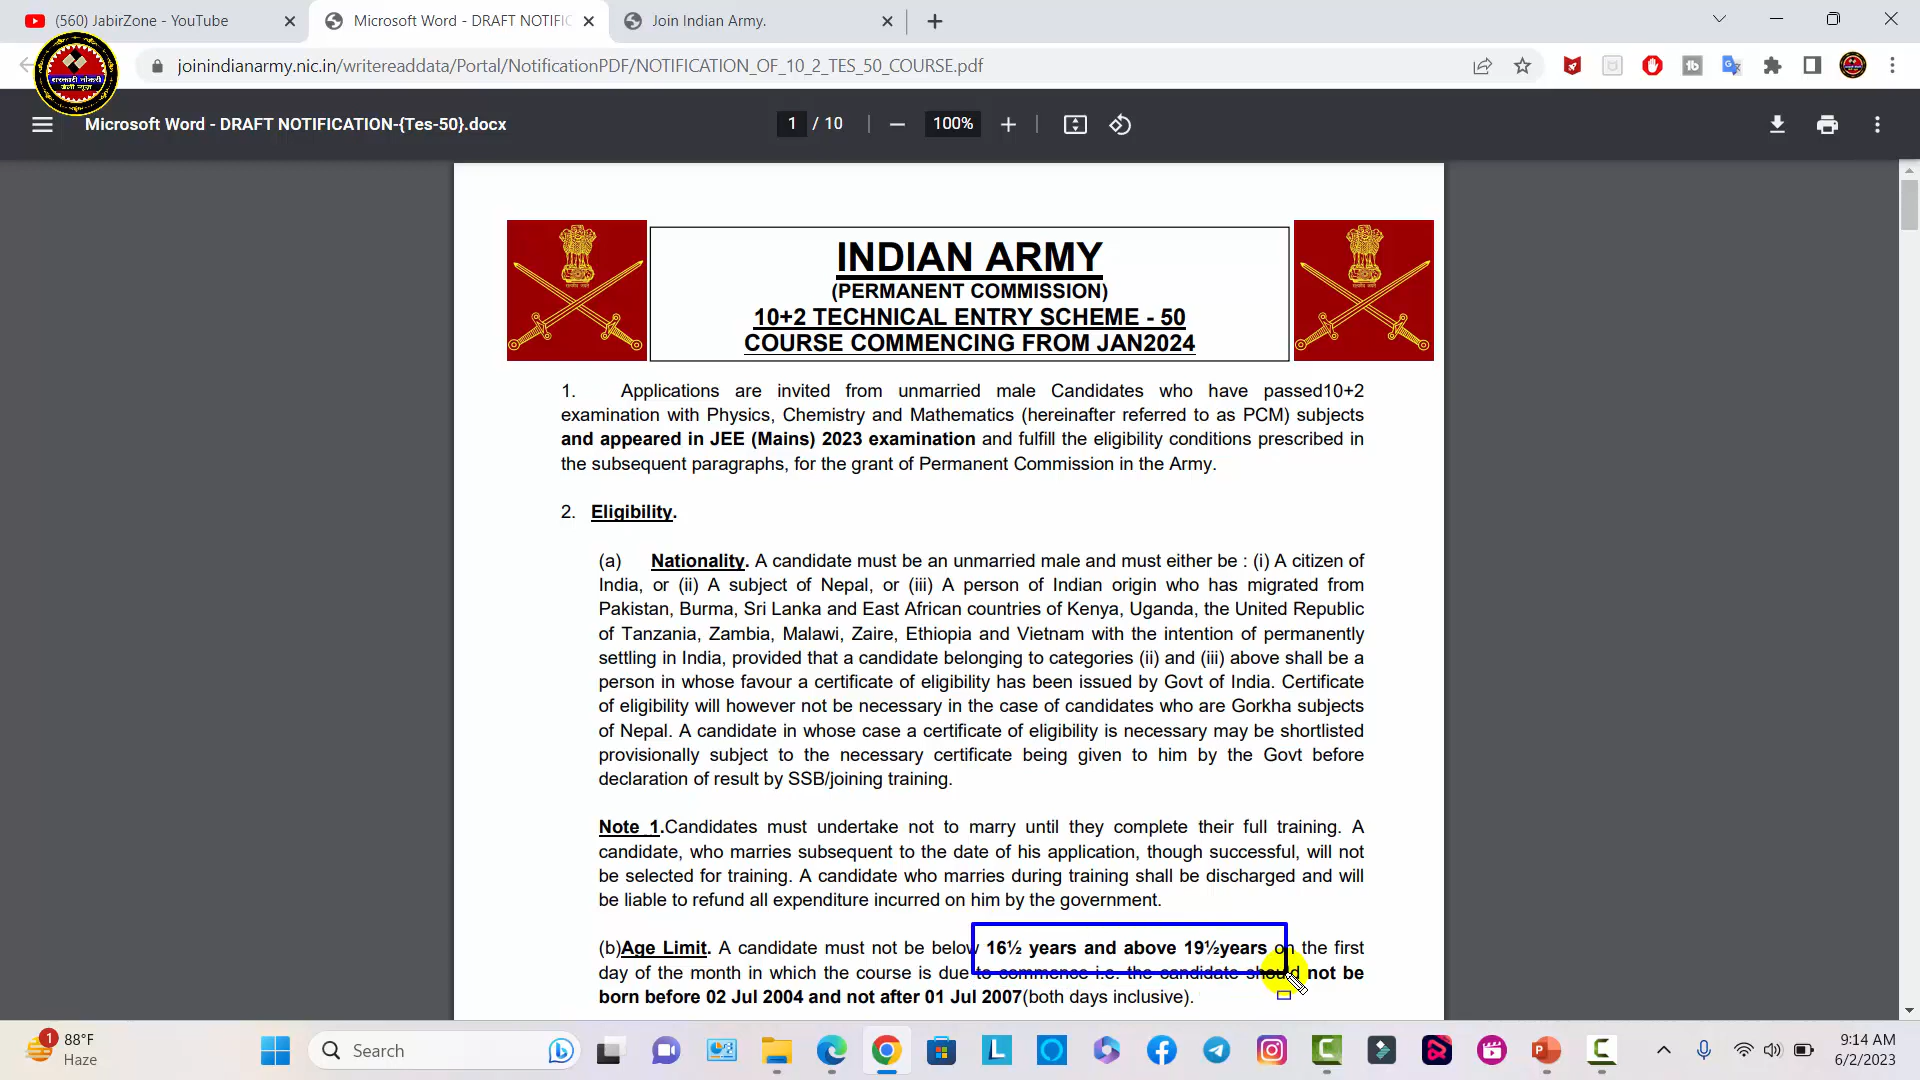 (560) JabirZone - YouTube
Microsoft Word - DRAFT NOTIFIC
Join Indian Army.
joinindianarmy.nic.in/writereaddata/Portal/NotificationPDF/NOTIFICATION_OF_10_2_TES_50_COURSE.pdf
सरकारी नौकरी
Microsoft Word - DRAFT NOTIFICATION-{Tes-50}.docx
1 / 10
100%
INDIAN ARMY
(PERMANENT COMMISSION)
10+2 TECHNICAL ENTRY SCHEME - 50
COURSE COMMENCING FROM JAN2024
1. Applications are invited from unmarried male Candidates who have passed10+2
examination with Physics, Chemistry and Mathematics (hereinafter referred to as PCM) subjects
and appeared in JEE (Mains) 2023 examination and fulfill the eligibility conditions prescribed in
the subsequent paragraphs, for the grant of Permanent Commission in the Army.
2. Eligibility.
(a) Nationality. A candidate must be an unmarried male and must either be : (i) A citizen of
India, or (ii) A subject of Nepal, or (iii) A person of Indian origin who has migrated from
Pakistan, Burma, Sri Lanka and East African countries of Kenya, Uganda, the United Republic
of Tanzania, Zambia, Malawi, Zaire, Ethiopia and Vietnam with the intention of permanently
settling in India, provided that a candidate belonging to categories (ii) and (iii) above shall be a
person in whose favour a certificate of eligibility has been issued by Govt of India. Certificate
of eligibility will however not be necessary in the case of candidates who are Gorkha subjects
of Nepal. A candidate in whose case a certificate of eligibility is necessary may be shortlisted
provisionally subject to the necessary certificate being given to him by the Govt before
declaration of result by SSB/joining training.
Note 1.Candidates must undertake not to marry until they complete their full training. A
candidate, who marries subsequent to the date of his application, though successful, will not
be selected for training. A candidate who marries during training shall be discharged and will
be liable to refund all expenditure incurred on him by the government.
(b)Age Limit. A candidate must not be below 16½ years and above 19½years on the first
day of the month in which the course is due to commence i.e. the candidate should not be
born before 02 Jul 2004 and not after 01 Jul 2007(both days inclusive).
1
88°F
Haze
Search
9:14 AM
6/2/2023